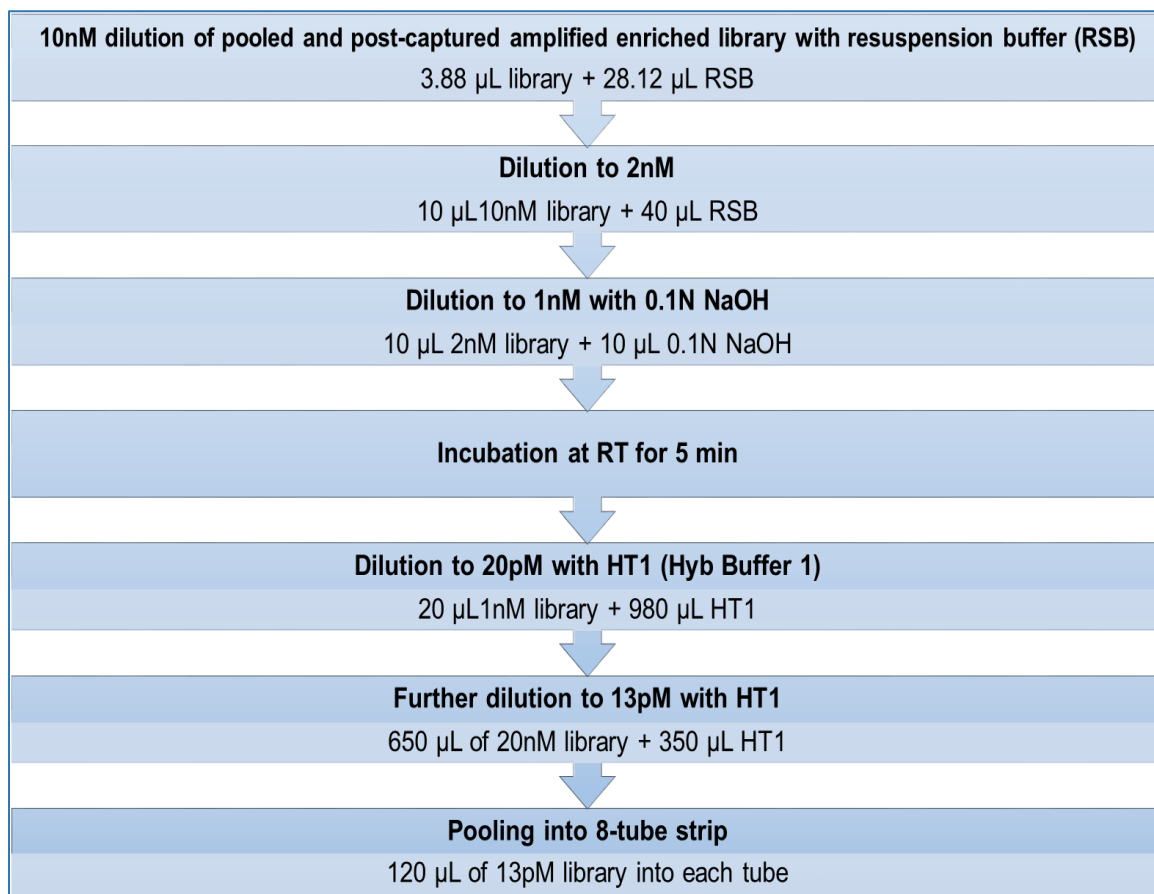 10nM dilution of pooled and post-captured amplified enriched library with resuspension buffer (RSB)
3.88 µL library + 28.12 µL RSB
Dilution to 2nM
10 µL10nM library + 40 µL RSB
Dilution to 1nM with 0.1N NaOH
10 µL 2nM library + 10 µL 0.1N NaOH
Incubation at RT for 5 min
Dilution to 20pM with HT1 (Hyb Buffer 1)
20 µL1nM library + 980 µL HT1
Further dilution to 13pM with HT1
650 µL of 20nM library + 350 µL HT1
Pooling into 8-tube strip
120 µL of 13pM library into each tube